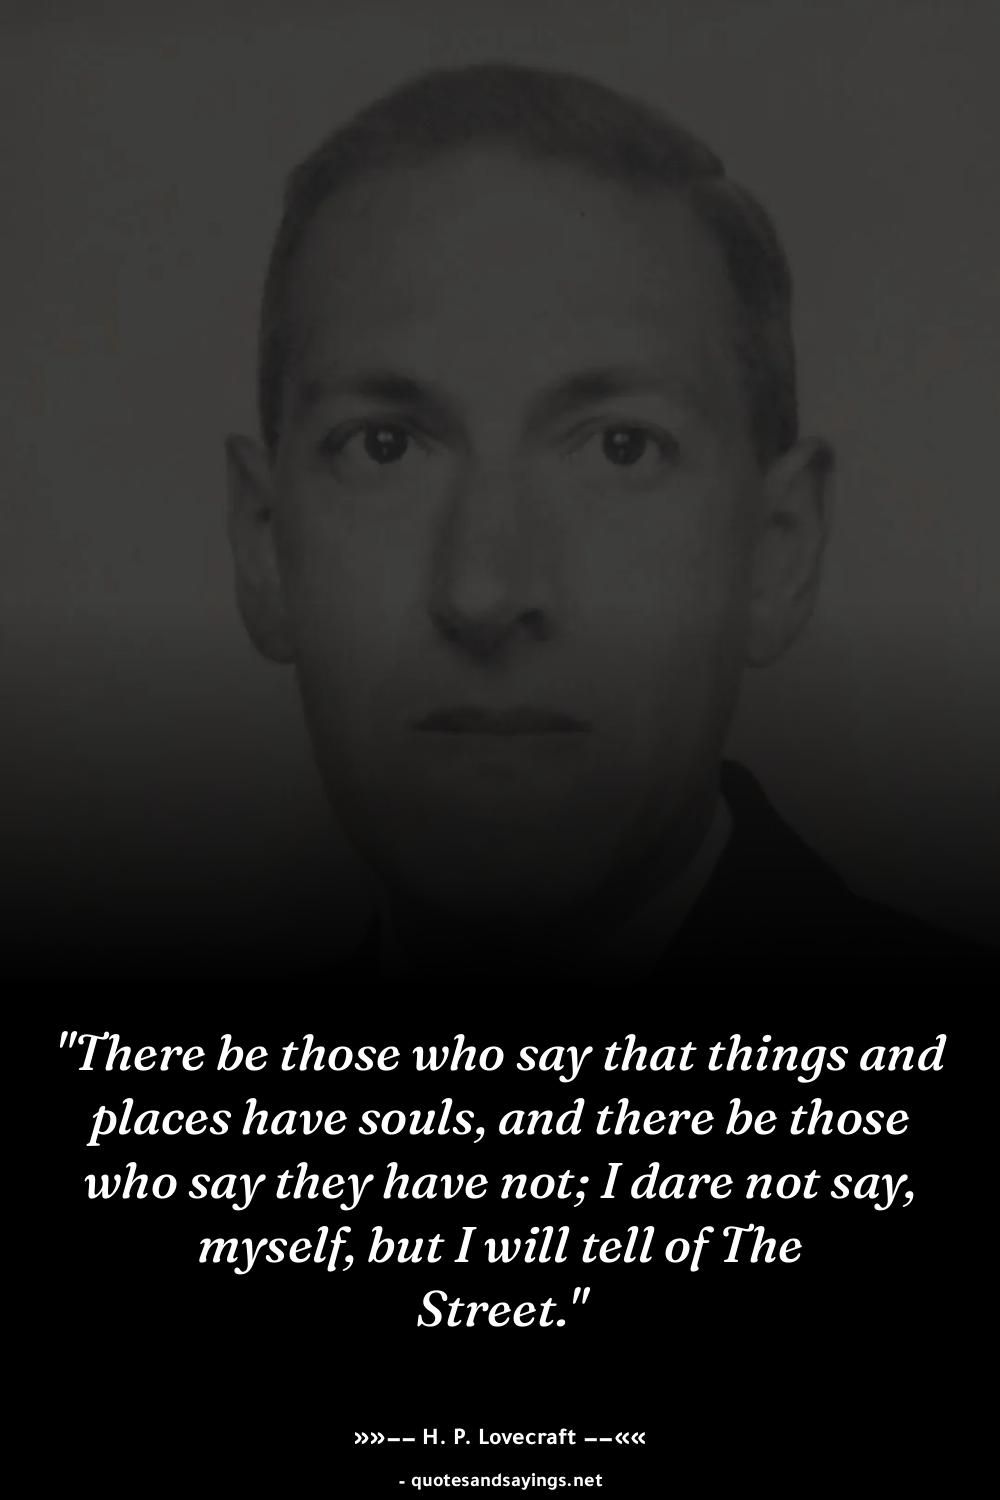 "There be those who say that things and
places have souls, and there be those
who say they have not; I dare not say,
myself, but I will tell of The
Street."
»»—— H. P. Lovecraft ——««
- quotesandsayings.net